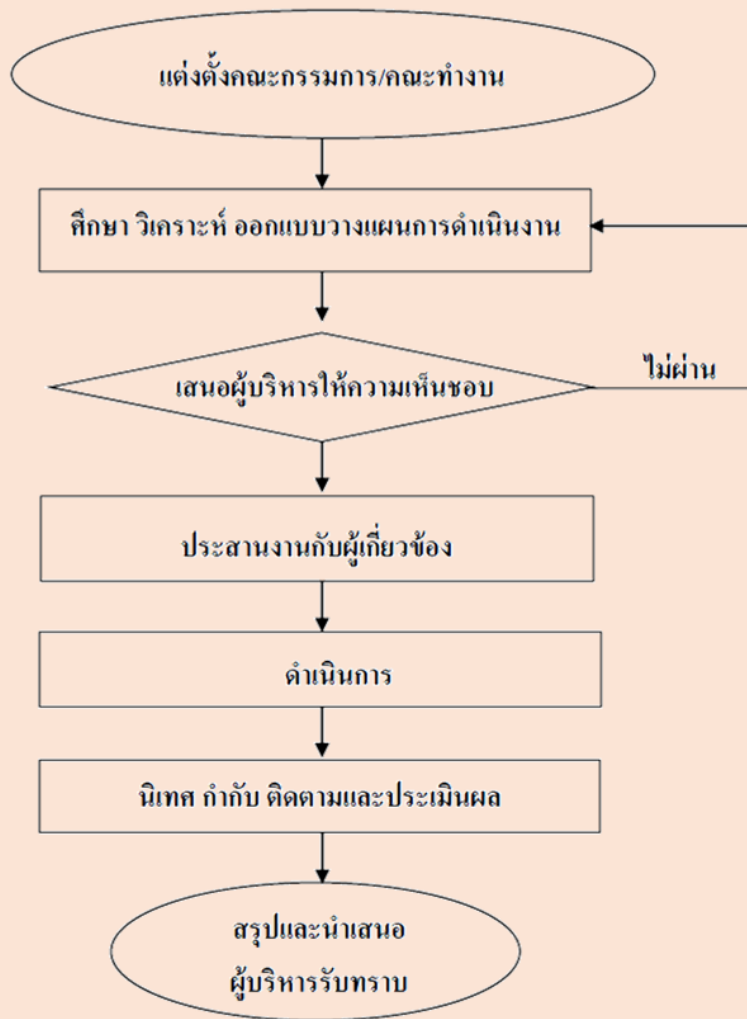 แต่งตั้งคณะกรรมการ/คณะทำงาน
ศึกษา วิเคราะห์ ออกแบบวางแผนการดำเนินงาน
เสนอผู้บริหารให้ความเห็นชอบ
ไม่ผ่าน
ประสานงานกับผู้เกี่ยวข้อง
ดำเนินการ
นิเทศ กำกับ ติดตามและประเมินผล
สรุปและนำเสนอ
ผู้บริหารรับทราบ